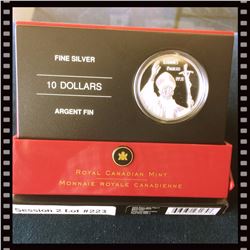 FINE SILVER
10 DOLLARS
ARGENT FIN
ROYAL CANADIAN MINT
MONNAIE ROYALE CANADIENNE
Session 2 Lot #223